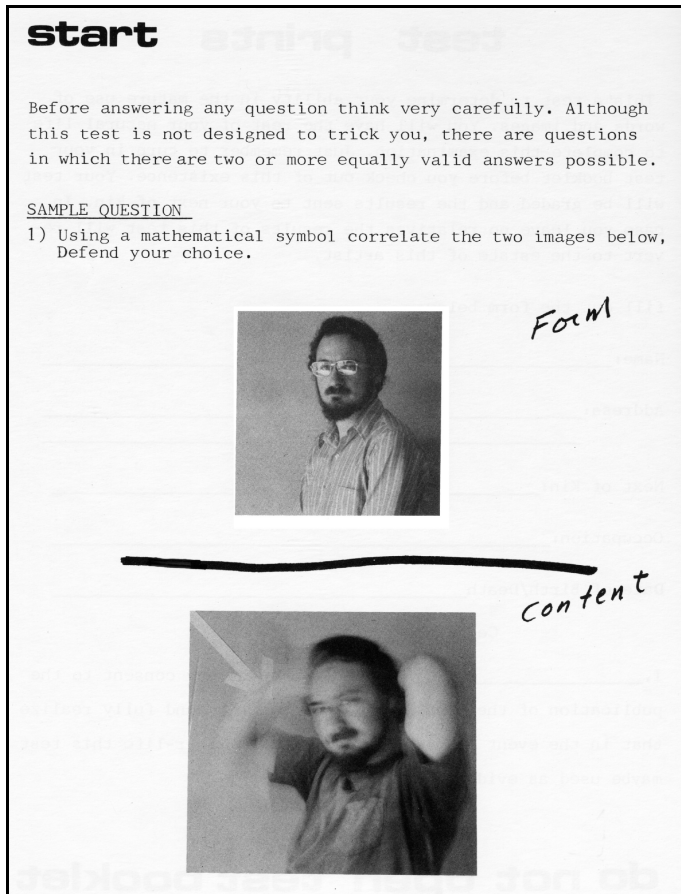 start
Before answering any question think very carefully. Although
this test is not designed to trick you, there are questions
in which there are two or more equally valid answers possible.
SAMPLE QUESTION
1) Using a mathematical symbol correlate the two images below,
Defend your choice.
Form
Content